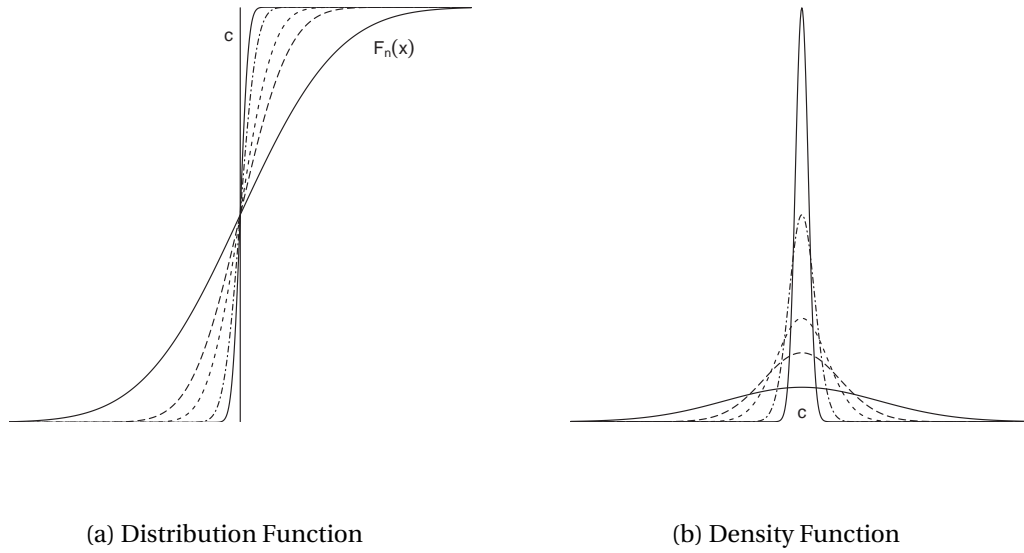 c
Fₙ(x)
c
(a) Distribution Function
(b) Density Function